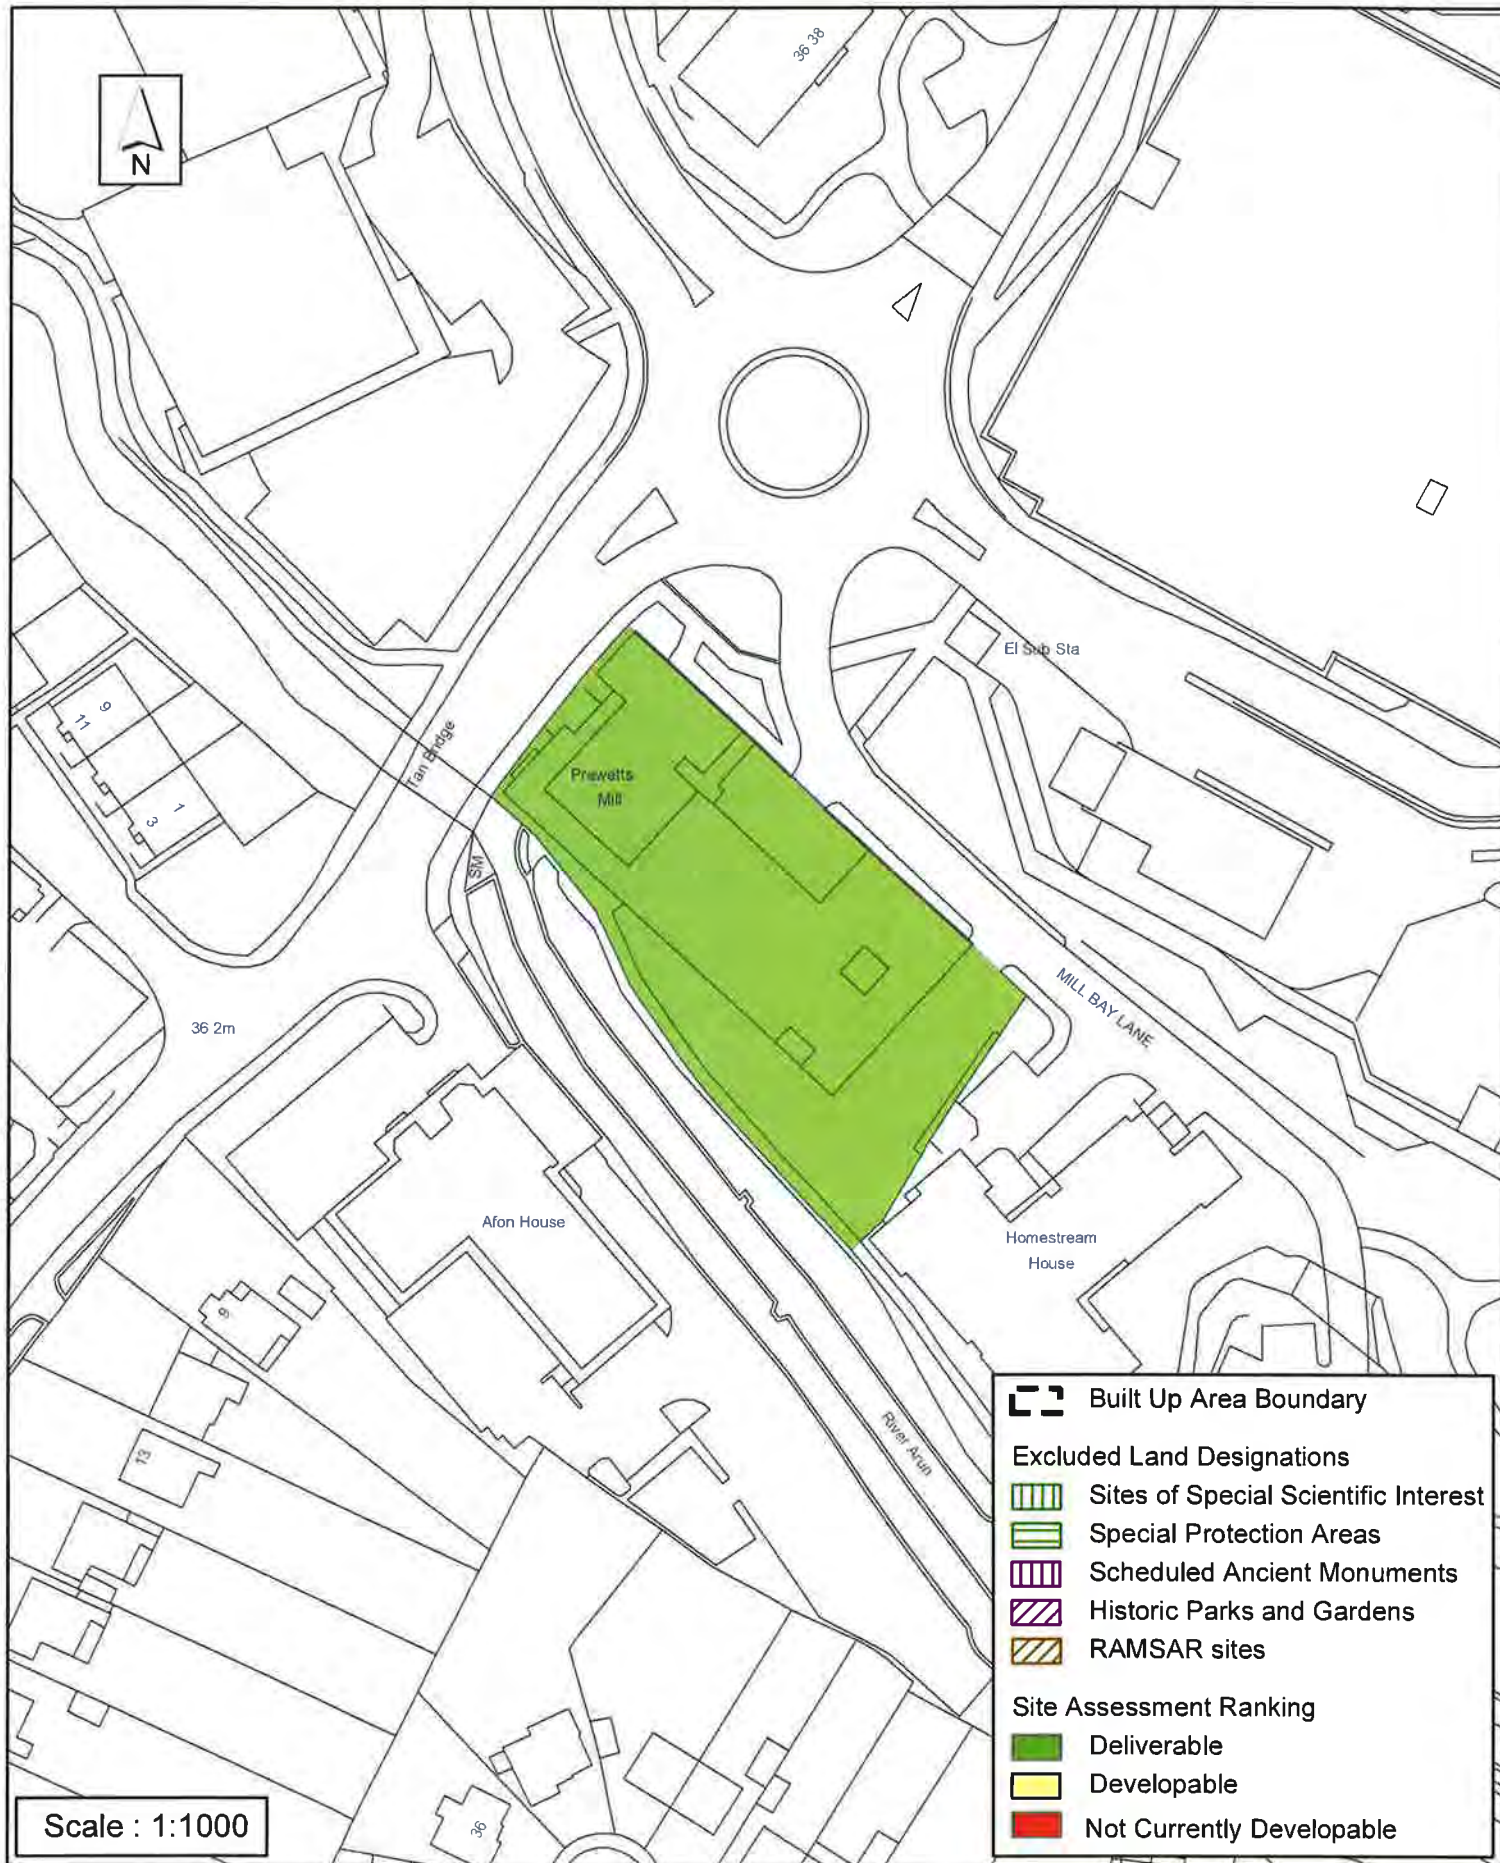 36 38
N
El Sub Sta
9
11
1
3
Tan Bridge
Prewetts
Mill
SM
MILL BAY LANE
36 2m
Afon House
Homestream
House
9
13
River Arun
36
Built Up Area Boundary
Excluded Land Designations
Sites of Special Scientific Interest
Special Protection Areas
Scheduled Ancient Monuments
Historic Parks and Gardens
RAMSAR sites
Site Assessment Ranking
Deliverable
Developable
Not Currently Developable
Scale : 1:1000